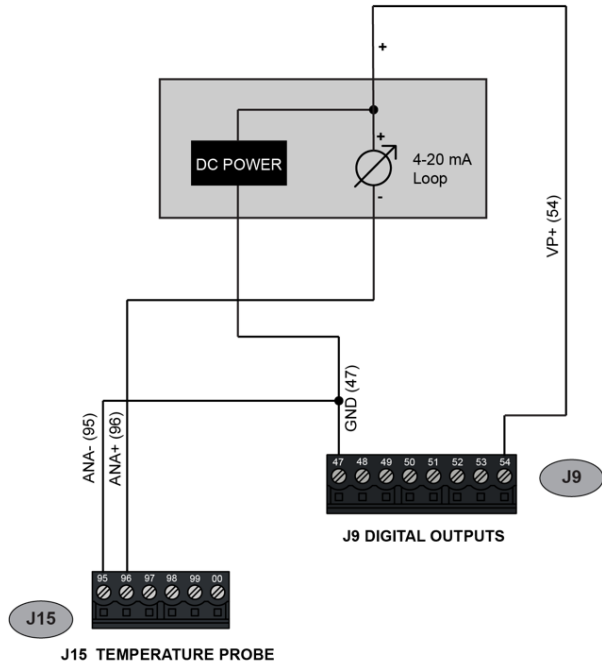 +
DC POWER
+
4-20 mA
Loop
-
VP+ (54)
ANA- (95)
ANA+ (96)
GND (47)
47 48 49 50 51 52 53 54
J9
J9 DIGITAL OUTPUTS
95 96 97 98 99 00
J15
J15 TEMPERATURE PROBE